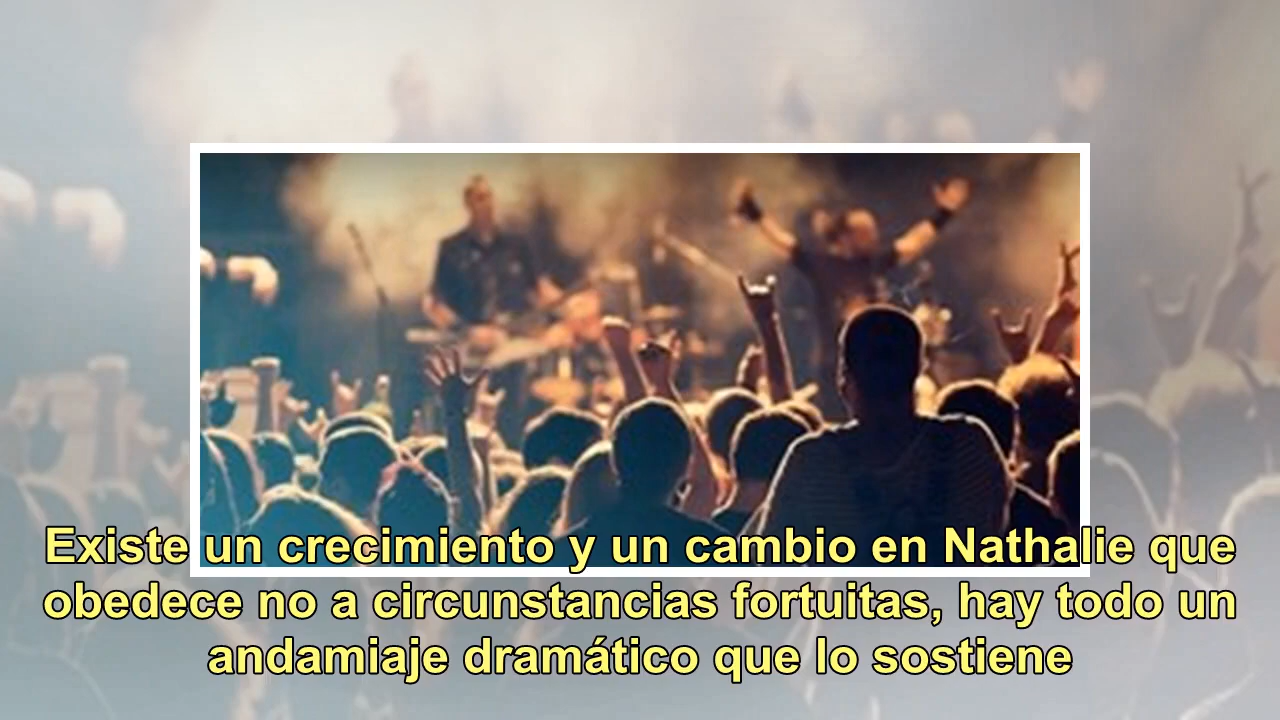 Existe un crecimiento y un cambio en Nathalie que
obedece no a circunstancias fortuitas, hay todo un
andamiaje dramático que lo sostiene